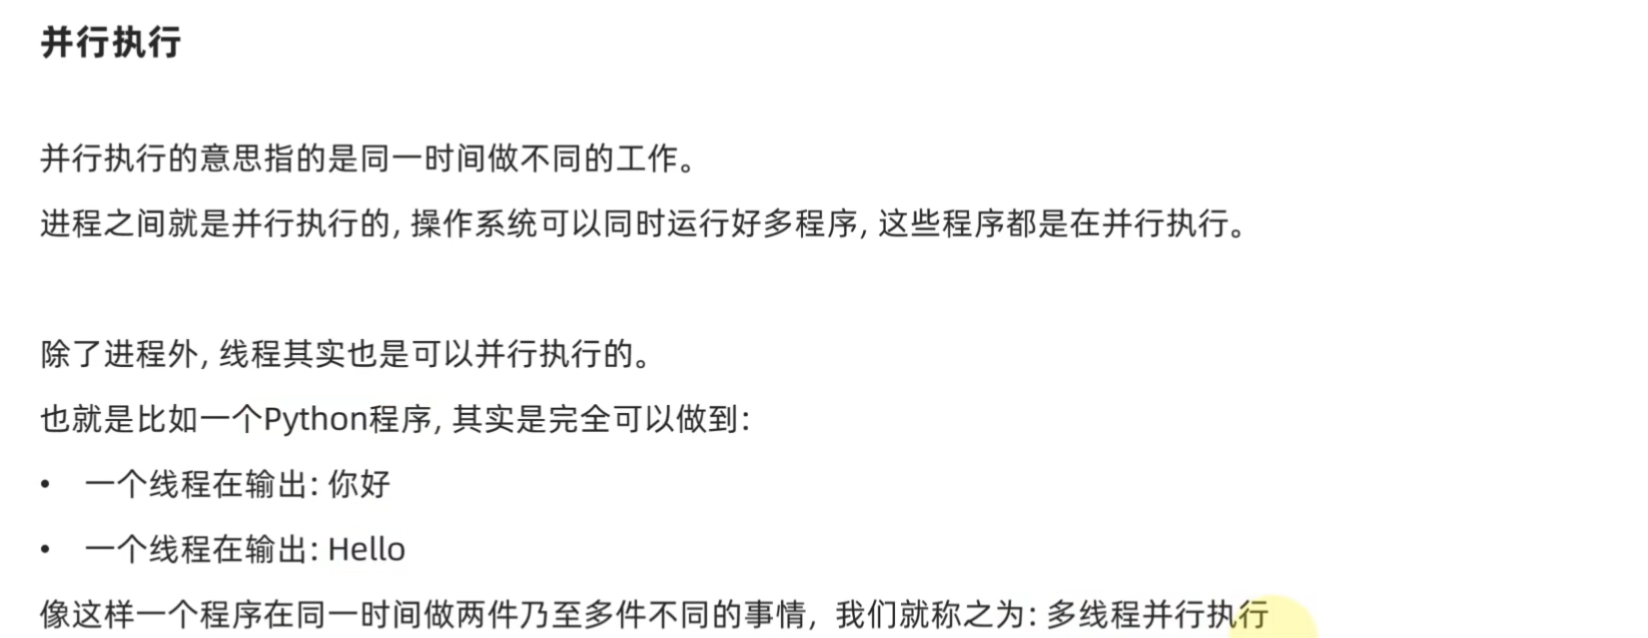 并行执行
并行执行的意思指的是同一时间做不同的工作。
进程之间就是并行执行的, 操作系统可以同时运行好多程序, 这些程序都是在并行执行。
除了进程外, 线程其实也是可以并行执行的。
也就是比如一个Python程序, 其实是完全可以做到:
• 一个线程在输出: 你好
• 一个线程在输出: Hello
像这样一个程序在同一时间做两件乃至多件不同的事情, 我们就称之为: 多线程并行执行